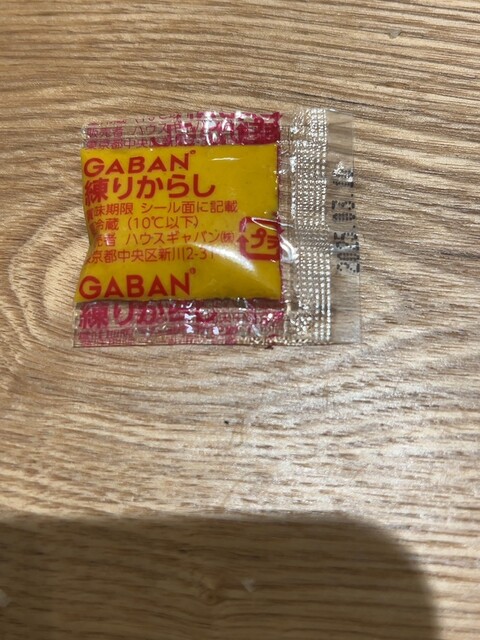 GABAN®
練りからし
味期限 シール面に記載
冷蔵 (10℃以下)
者 ハウスギャバン㈱
京都中央区新川2-31
プラ
GABAN®
練りからし